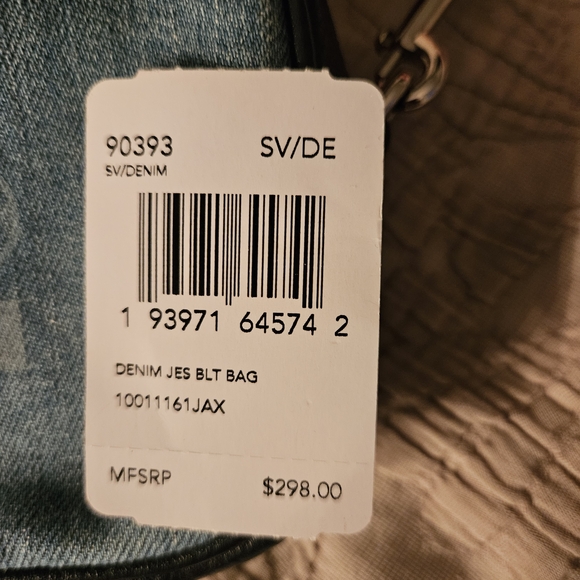 90393 SV/DE
SV/DENIM
1 93971 64574 2
DENIM JES BLT BAG
10011161JAX
MFSRP $298.00